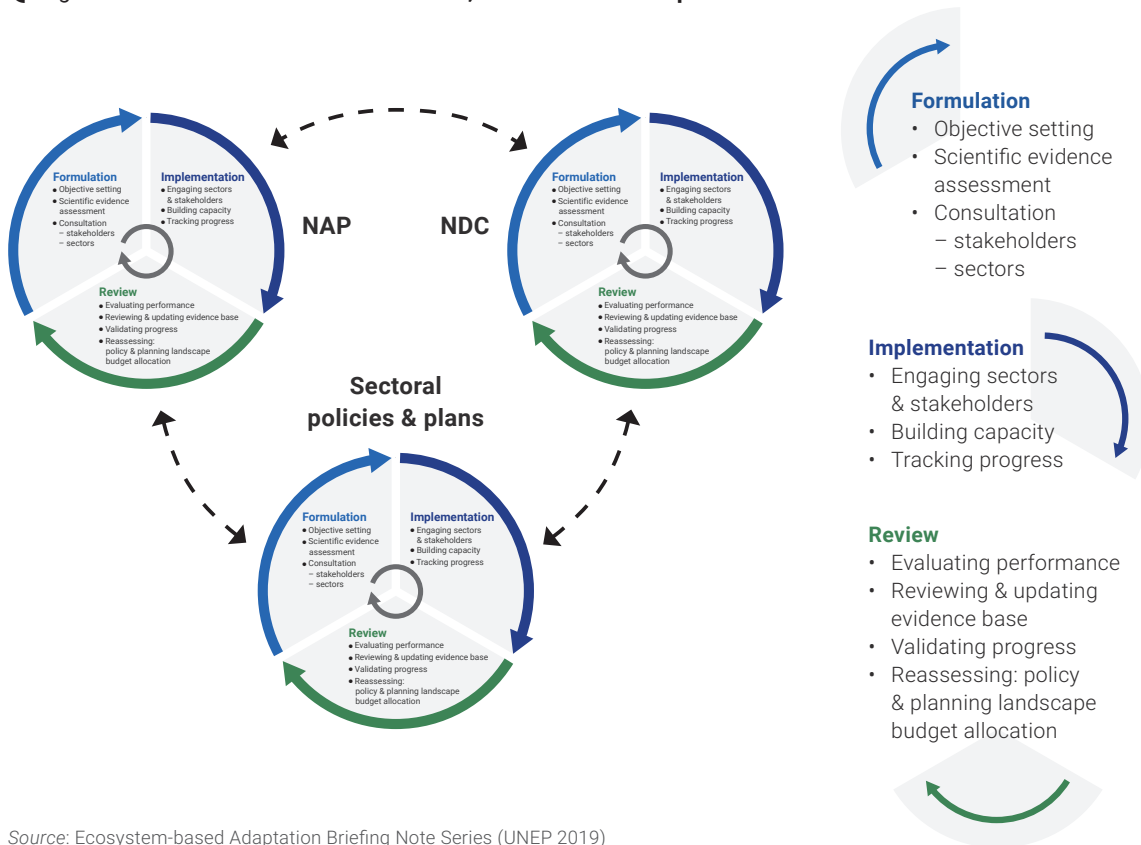 Formulation
● Objective setting
● Scientific evidence
assessment
● Consultation
– stakeholders
– sectors
Implementation
● Engaging sectors
& stakeholders
● Building capacity
● Tracking progress
Review
● Evaluating performance
● Reviewing & updating evidence base
● Validating progress
● Reassessing:
policy & planning landscape
budget allocation
NAP
NDC
Formulation
● Objective setting
● Scientific evidence
assessment
● Consultation
– stakeholders
– sectors
Implementation
● Engaging sectors
& stakeholders
● Building capacity
● Tracking progress
Review
● Evaluating performance
● Reviewing & updating evidence base
● Validating progress
● Reassessing:
policy & planning landscape
budget allocation
Sectoral
policies & plans
Formulation
● Objective setting
● Scientific evidence
assessment
● Consultation
– stakeholders
– sectors
Implementation
● Engaging sectors
& stakeholders
● Building capacity
● Tracking progress
Review
● Evaluating performance
● Reviewing & updating evidence base
● Validating progress
● Reassessing:
policy & planning landscape
budget allocation
Formulation
• Objective setting
• Scientific evidence
assessment
• Consultation
– stakeholders
– sectors
Implementation
• Engaging sectors
& stakeholders
• Building capacity
• Tracking progress
Review
• Evaluating performance
• Reviewing & updating
evidence base
• Validating progress
• Reassessing: policy
& planning landscape
budget allocation
Source: Ecosystem-based Adaptation Briefing Note Series (UNEP 2019)